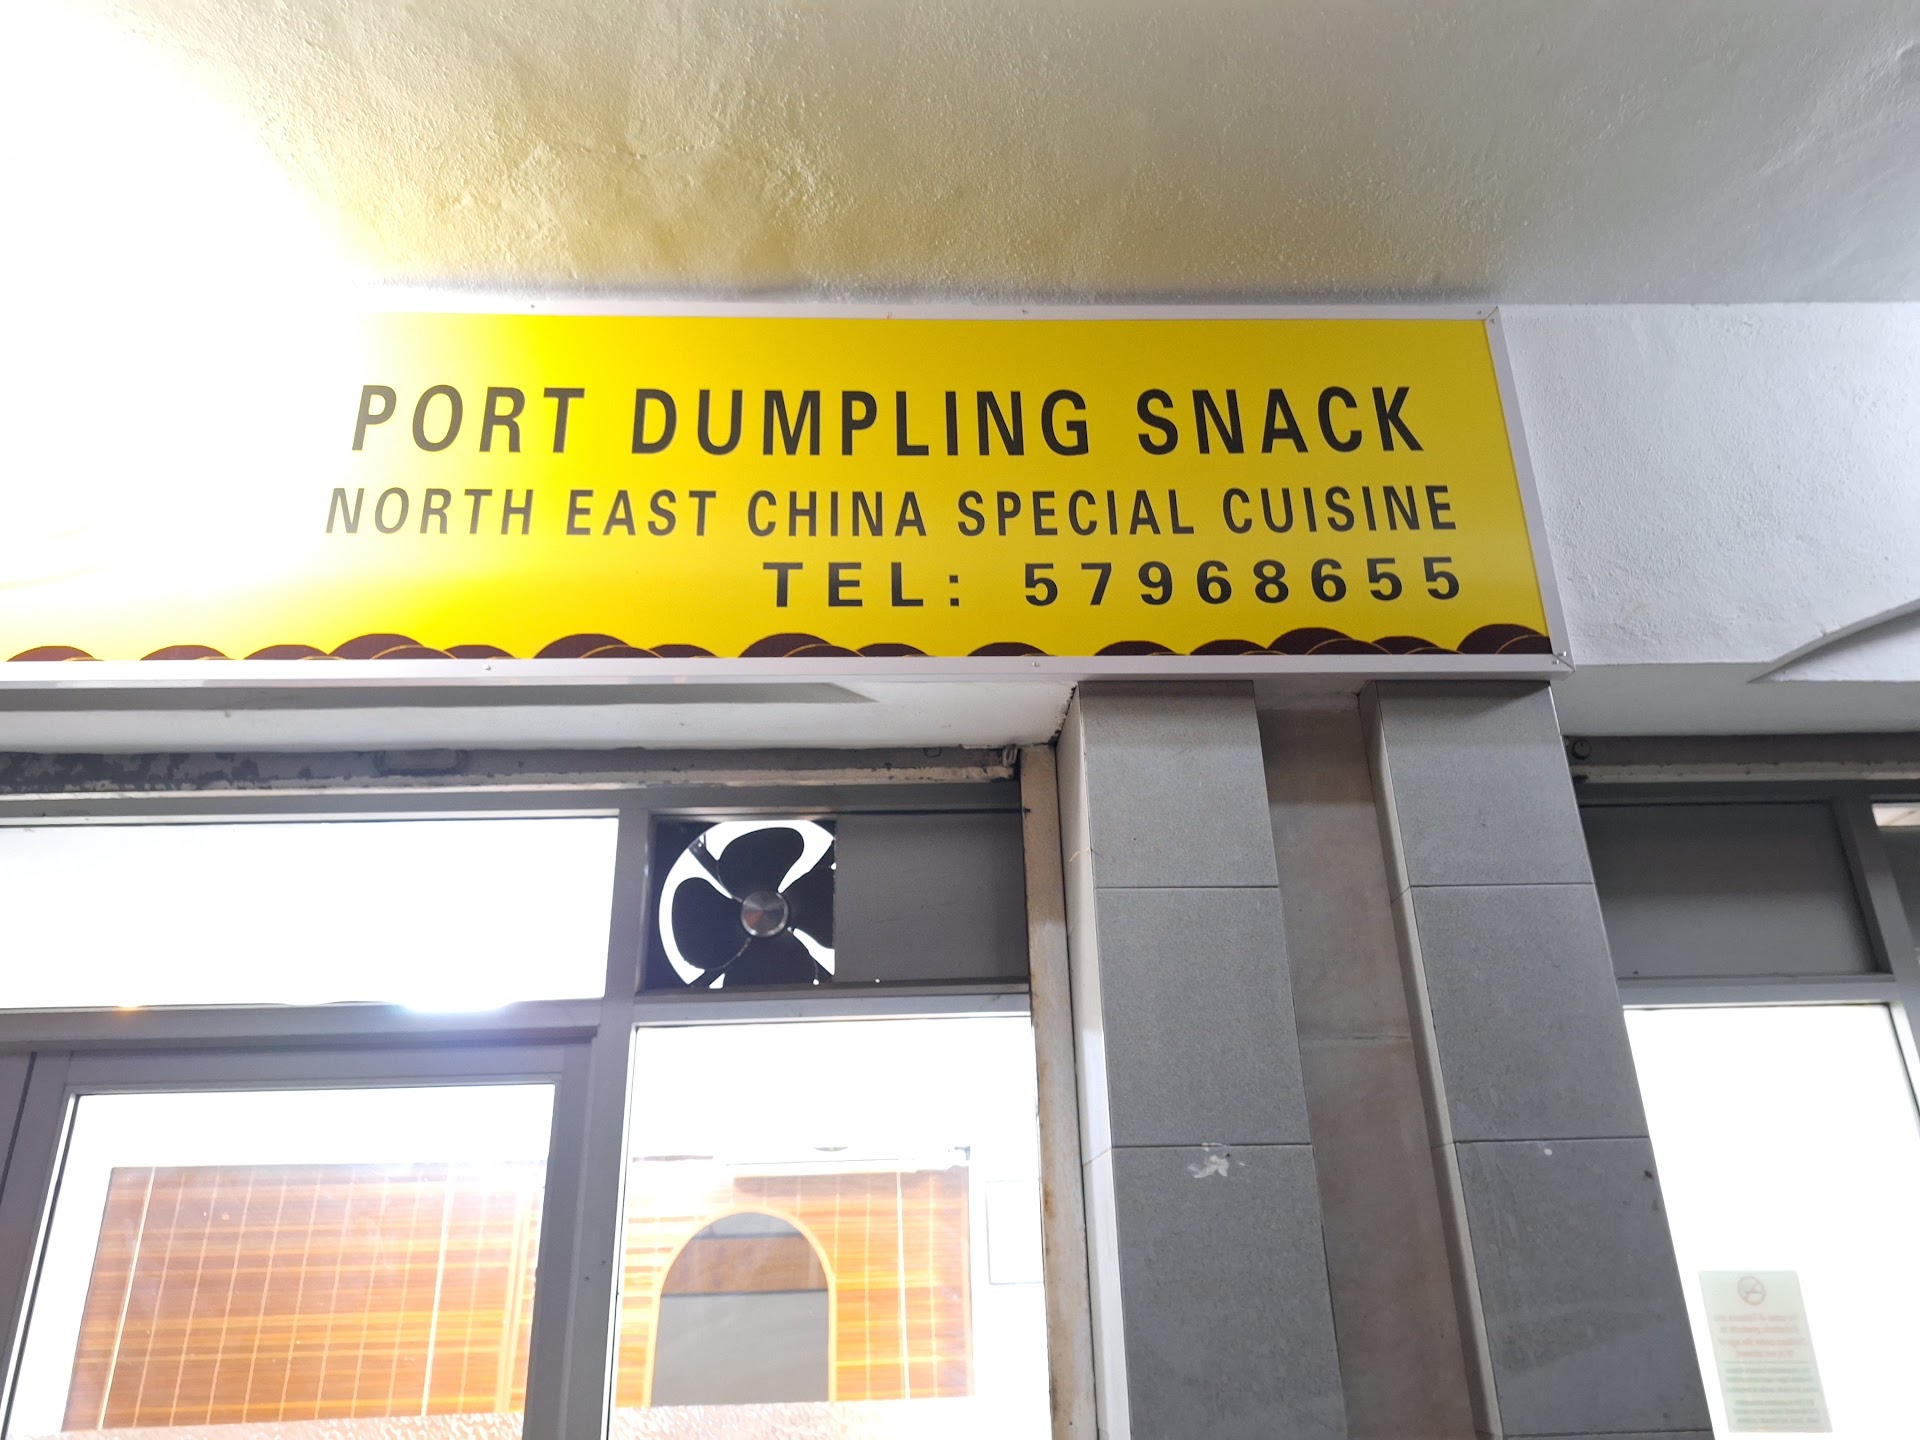 PORT DUMPLING SNACK
NORTH EAST CHINA SPECIAL CUISINE
TEL: 57968655